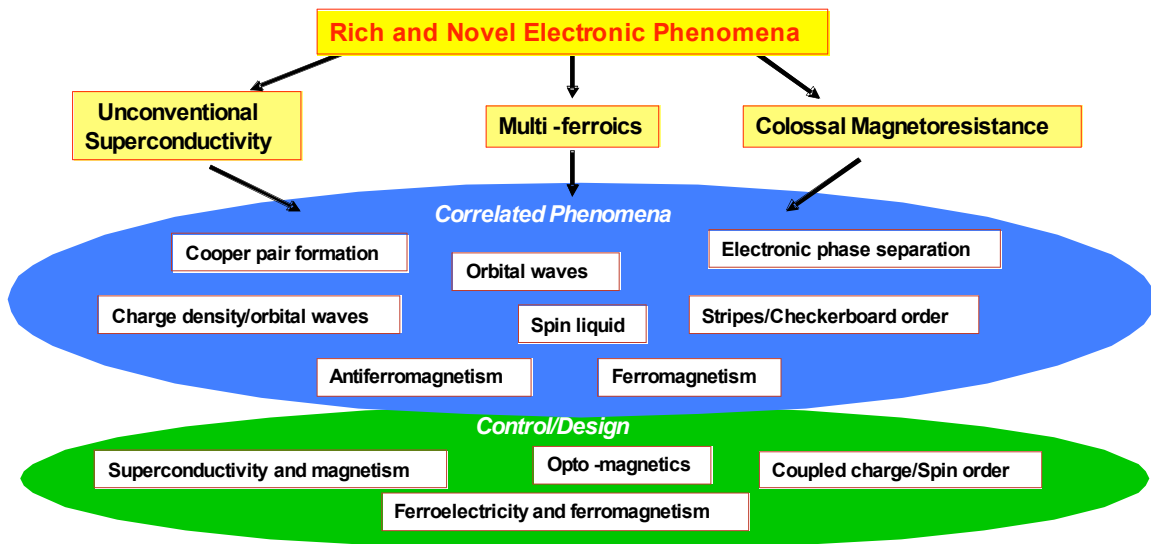 Rich and Novel Electronic Phenomena
Unconventional
Superconductivity
Multi -ferroics
Colossal Magnetoresistance
Correlated Phenomena
Cooper pair formation
Orbital waves
Electronic phase separation
Charge density/orbital waves
Spin liquid
Stripes/Checkerboard order
Antiferromagnetism
Ferromagnetism
Control/Design
Superconductivity and magnetism
Opto -magnetics
Coupled charge/Spin order
Ferroelectricity and ferromagnetism